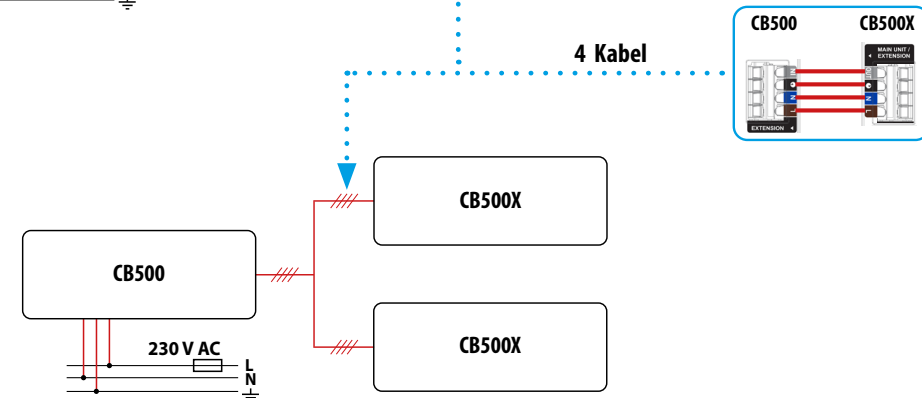 CB500 CB500X
4 Kabel
MAIN UNIT /
EXTENSION
N
L
EXTENSION
CB500X
CB500
230 V AC
L
N
CB500X